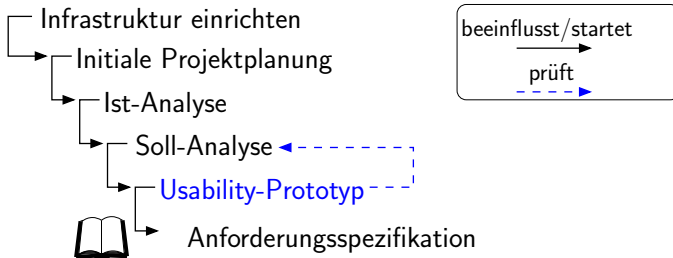 Infrastruktur einrichten
beeinflusst/startet
Initiale Projektplanung
prüft
Ist-Analyse
Soll-Analyse
Usability-Prototyp
Anforderungsspezifikation